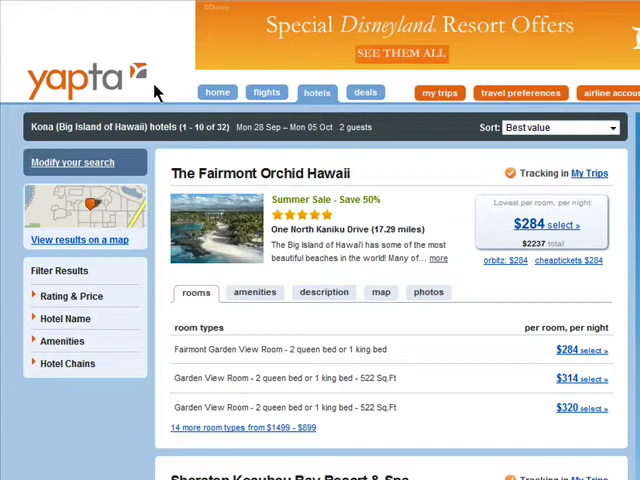 ©Disney
Special Disneyland Resort Offers
SEE THEM ALL
yapta
home flights hotels deals my trips travel preferences airline accou
Kona (Big Island of Hawaii) hotels (1 - 10 of 32) Mon 28 Sep – Mon 05 Oct 2 guests Sort: Best value
Modify your search
View results on a map
Filter Results
Rating & Price
Hotel Name
Amenities
Hotel Chains
The Fairmont Orchid Hawaii Tracking in My Trips
Summer Sale - Save 50%
One North Kaniku Drive (17.29 miles)
The Big Island of Hawai'i has some of the most
beautiful beaches in the world! Many of... more
Lowest per room, per night:
$284 select »
$2237 total
orbitz: $284 cheaptickets $284
rooms amenities description map photos
room types per room, per night:
Fairmont Garden View Room - 2 queen bed or 1 king bed $284 select »
Garden View Room - 2 queen bed or 1 king bed - 522 Sq.Ft $314 select »
Garden View Room - 2 queen bed or 1 king bed - 522 Sq.Ft $320 select »
14 more room types from $1499 - $899
Sheraton Keauhou Bay Resort & Spa Tracking in My Trips